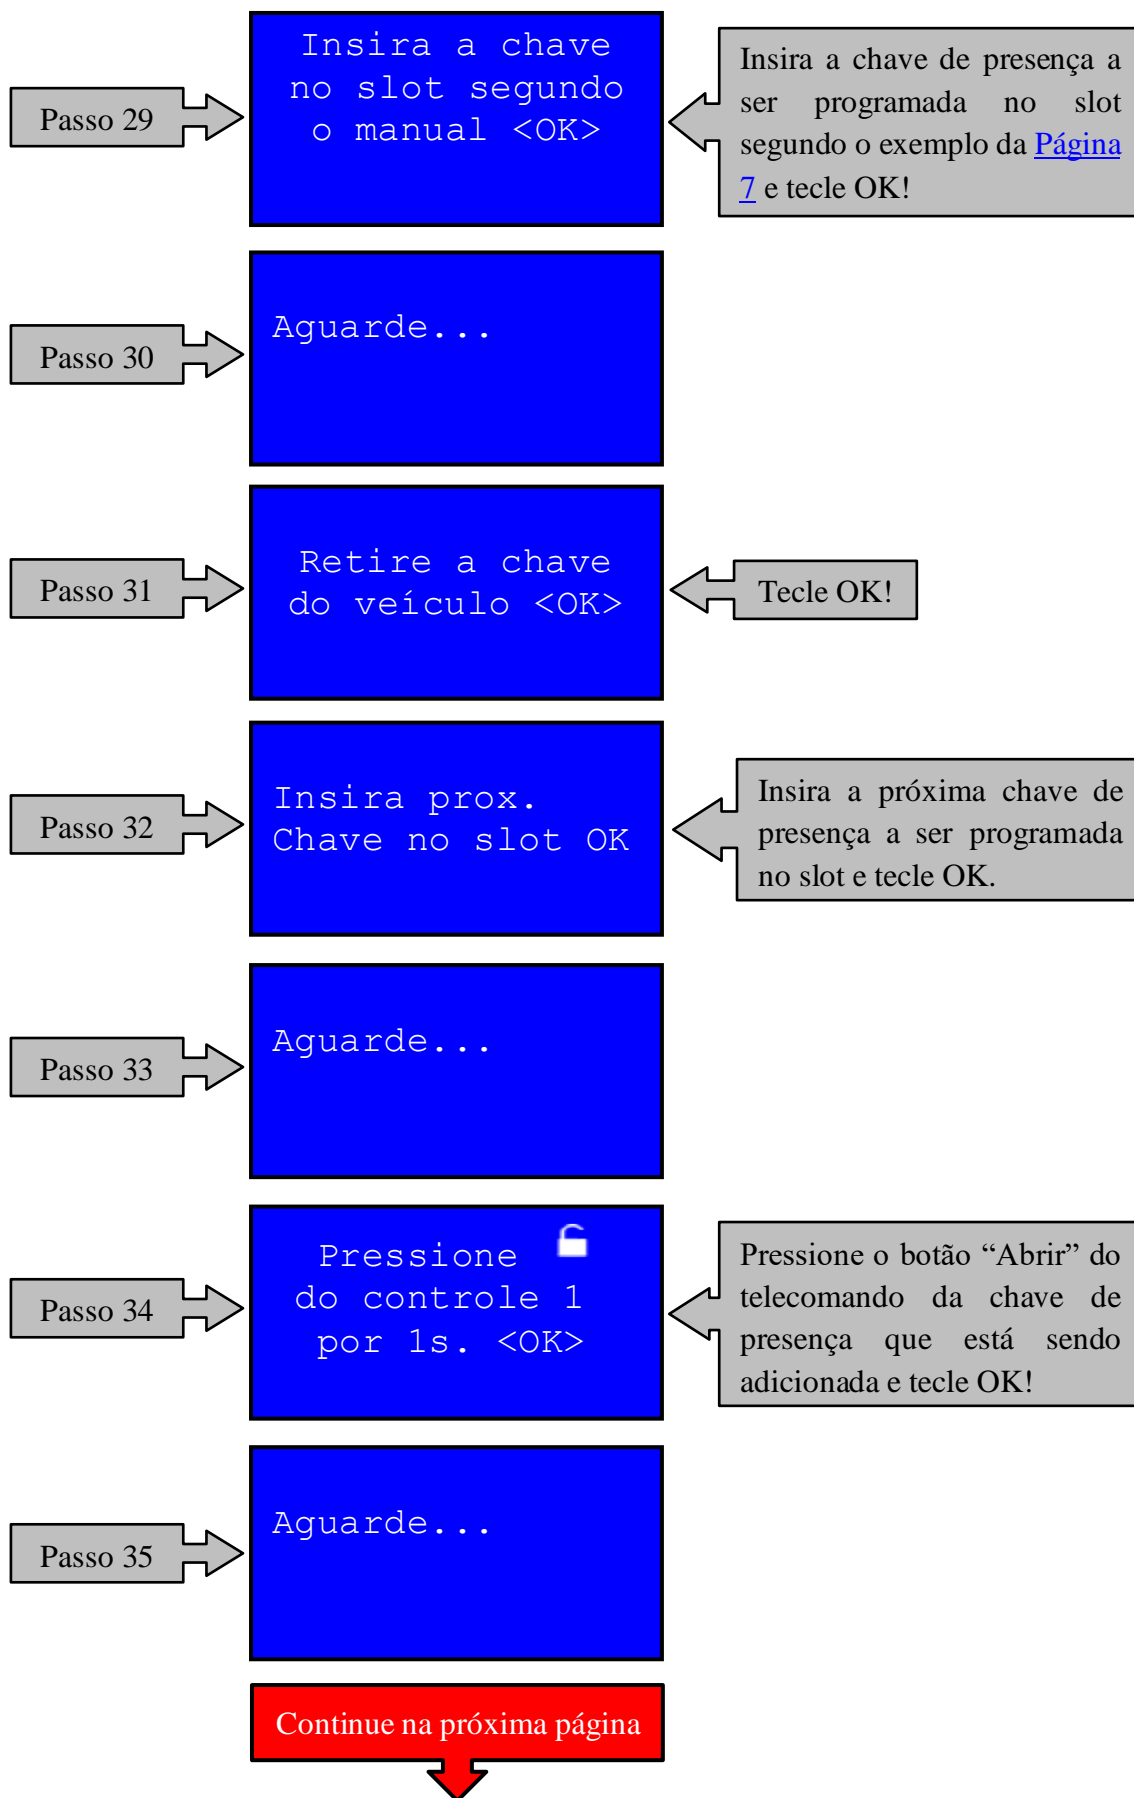 Passo 29
Insira a chave
no slot segundo
o manual <OK>
Insira a chave de presença a
ser programada no slot
segundo o exemplo da Página
7 e tecle OK!
Passo 30
Aguarde...
Passo 31
Retire a chave
do veículo <OK>
Tecle OK!
Passo 32
Insira prox.
Chave no slot OK
Insira a próxima chave de
presença a ser programada
no slot e tecle OK.
Passo 33
Aguarde...
Passo 34
Pressione
do controle 1
por 1s. <OK>
Pressione o botão “Abrir” do
telecomando da chave de
presença que está sendo
adicionada e tecle OK!
Passo 35
Aguarde...
Continue na próxima página